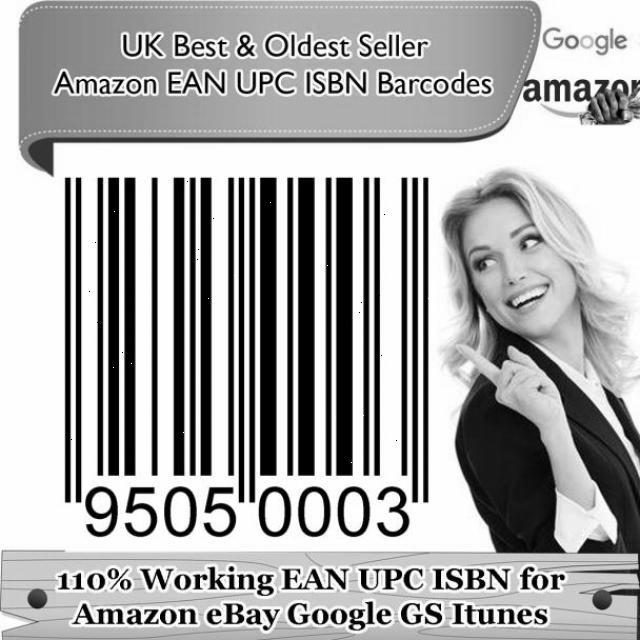 UK Best & Oldest Seller
Amazon EAN UPC ISBN Barcodes
Google
amazon
9505 0003
110% Working EAN UPC ISBN for
Amazon eBay Google GS Itunes